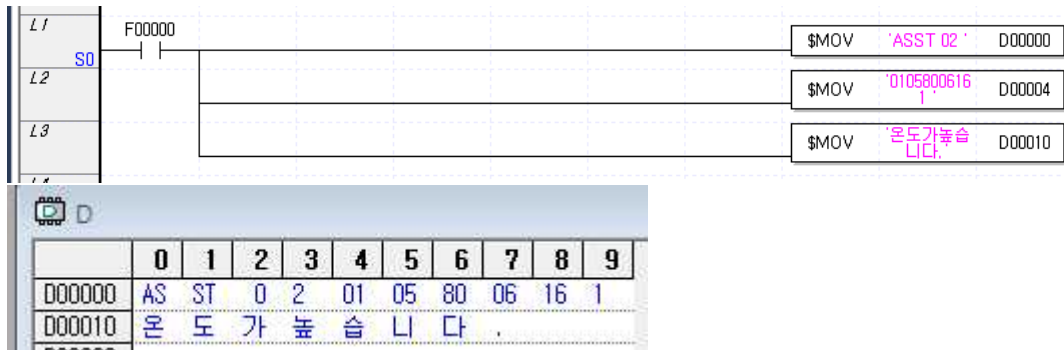 L1 F00000 $MOV 'ASST 02 ' D00000
S0
L2 $MOV '0105800616
1 ' D00004
L3 $MOV '온도가높습
니다.' D00010
D
0 1 2 3 4 5 6 7 8 9
D00000 AS ST 0 2 01 05 80 06 16 1
D00010 온 도 가 높 습 니 다 .